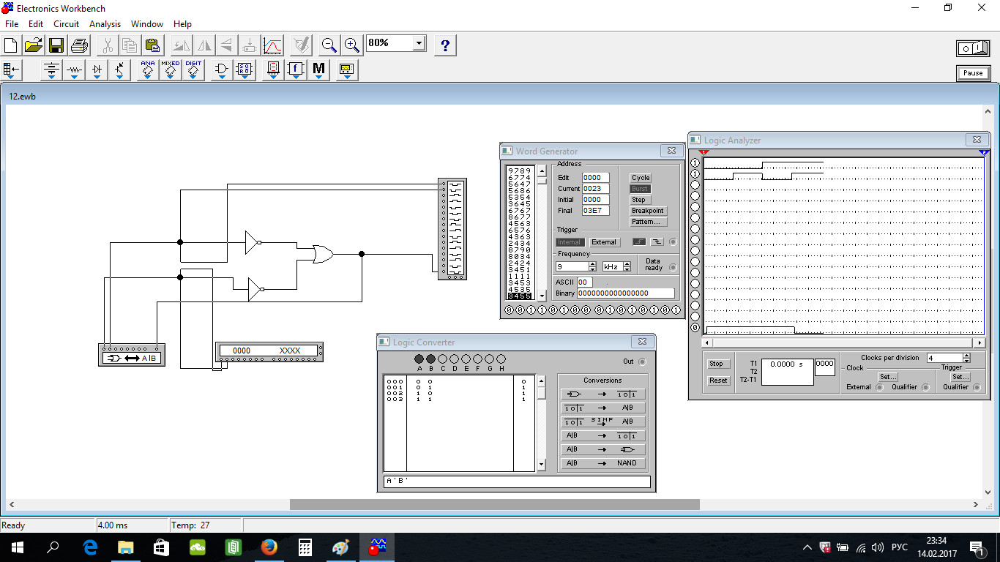 Electronics Workbench
File Edit Circuit Analysis Window Help
80%
?
O I
ANA MIXED DIGIT
f M
Pause
12.ewb
Word Generator
9789
6774
5647
5686
5354
3645
6767
8677
4563
6576
4363
2434
8790
8034
2424
3451
1111
3453
4535
3455
Address
Edit 0000 Cycle
Current 0023 Burst
Initial 0000 Step
Final 03E7 Breakpoint
Pattern...
Trigger
Internal External
Frequency
9 kHz Data ready
ASCII 00
Binary 0000000000000000
0 0 1 1 0 1 0 0 0 1 0 1 0 1 0 1
Logic Analyzer
1 2
1
1
0
Stop
Reset
T1 0.0000 s 0000
T2
T2-T1
Clocks per division 4
Clock Trigger
Set... Set...
External Qualifier Qualifier
A|B
0000 XXXX
Logic Converter
A B C D E F G H
Out
000 0 0 0
001 0 1 1
002 1 0 1
003 1 1 1
Conversions
→ 1 0 1
1 0 1 → A|B
1 0 1 SIMP → A|B
A|B → 1 0 1
A|B →
A|B → NAND
A'B'
Ready 4.00 ms Temp: 27
РУС
23:34
14.02.2017
1